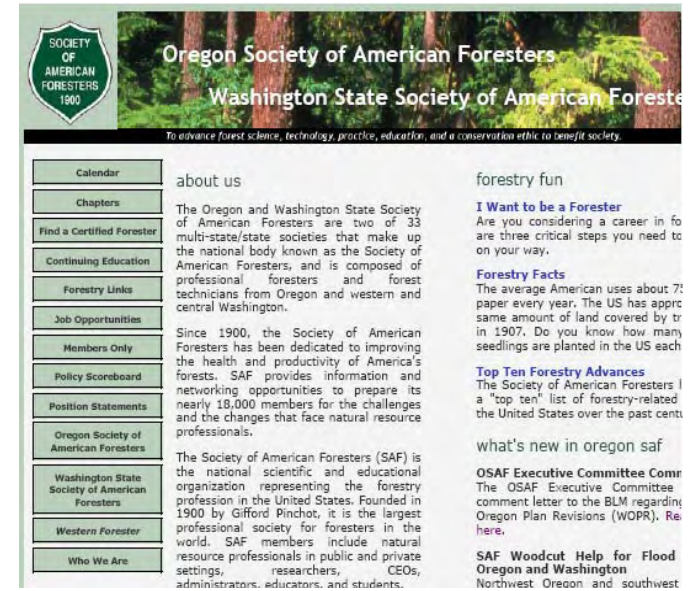 SOCIETY
OF
AMERICAN
FORESTERS
1900
Oregon Society of American Foresters
Washington State Society of American Foreste
To advance forest science, technology, practice, education, and a conservation ethic to benefit society.
Calendar
Chapters
Find a Certified Forester
Continuing Education
Forestry Links
Job Opportunities
Members Only
Policy Scoreboard
Position Statements
Oregon Society of
American Foresters
Washington State
Society of American
Foresters
Western Forester
Who We Are
about us
The Oregon and Washington State Society
of American Foresters are two of 33
multi-state/state societies that make up
the national body known as the Society of
American Foresters, and is composed of
professional foresters and forest
technicians from Oregon and western and
central Washington.
Since 1900, the Society of American
Foresters has been dedicated to improving
the health and productivity of America's
forests. SAF provides information and
networking opportunities to prepare its
nearly 18,000 members for the challenges
and the changes that face natural resource
professionals.
The Society of American Foresters (SAF) is
the national scientific and educational
organization representing the forestry
profession in the United States. Founded in
1900 by Gifford Pinchot, it is the largest
professional society for foresters in the
world. SAF members include natural
resource professionals in public and private
settings, researchers, CEOs,
administrators, educators, and students.
forestry fun
I Want to be a Forester
Are you considering a career in fo
are three critical steps you need to
on your way.
Forestry Facts
The average American uses about 75
paper every year. The US has appro
same amount of land covered by tr
in 1907. Do you know how many
seedlings are planted in the US each
Top Ten Forestry Advances
The Society of American Foresters
a "top ten" list of forestry-related
the United States over the past centu
what's new in oregon saf
OSAF Executive Committee Comm
The OSAF Executive Committee
comment letter to the BLM regarding
Oregon Plan Revisions (WOPR). Re
here.
SAF Woodcut Help for Flood
Oregon and Washington
Northwest Oregon and southwest